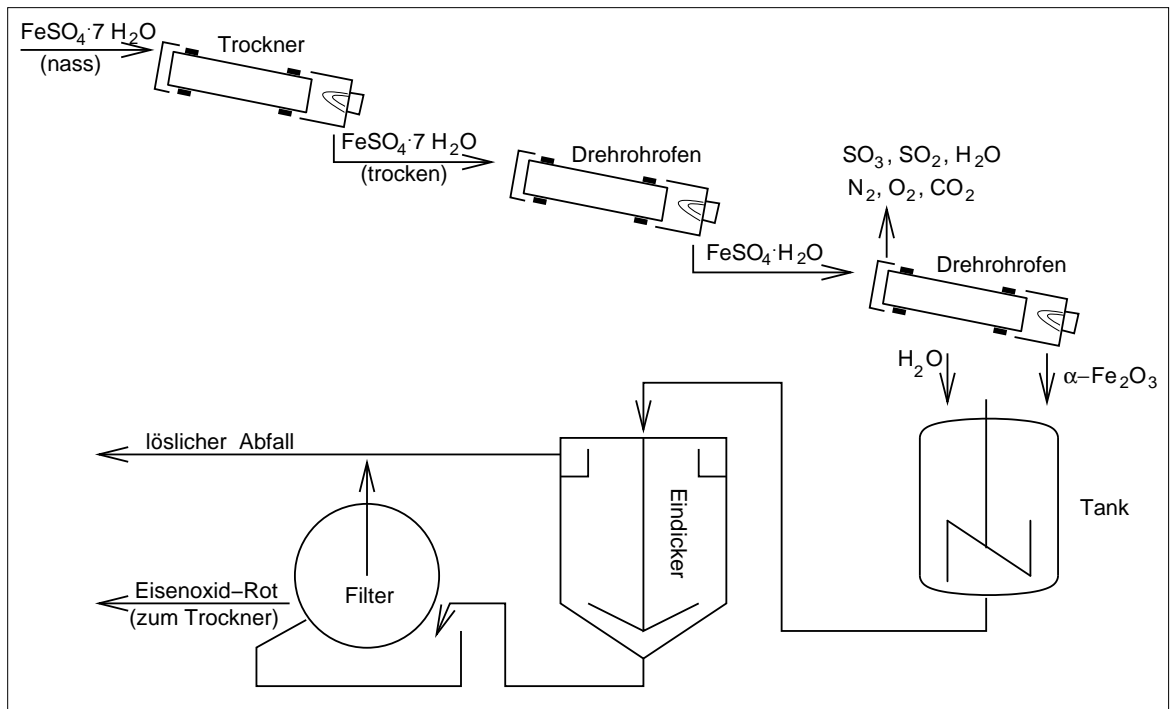 FeSO₄·7 H₂O
(nass)
Trockner
FeSO₄·7 H₂O
(trocken)
Drehrohrofen
SO₃, SO₂, H₂O
N₂, O₂, CO₂
FeSO₄·H₂O
Drehrohrofen
H₂O
α–Fe₂O₃
löslicher Abfall
Eindicker
Tank
Eisenoxid–Rot
(zum Trockner)
Filter